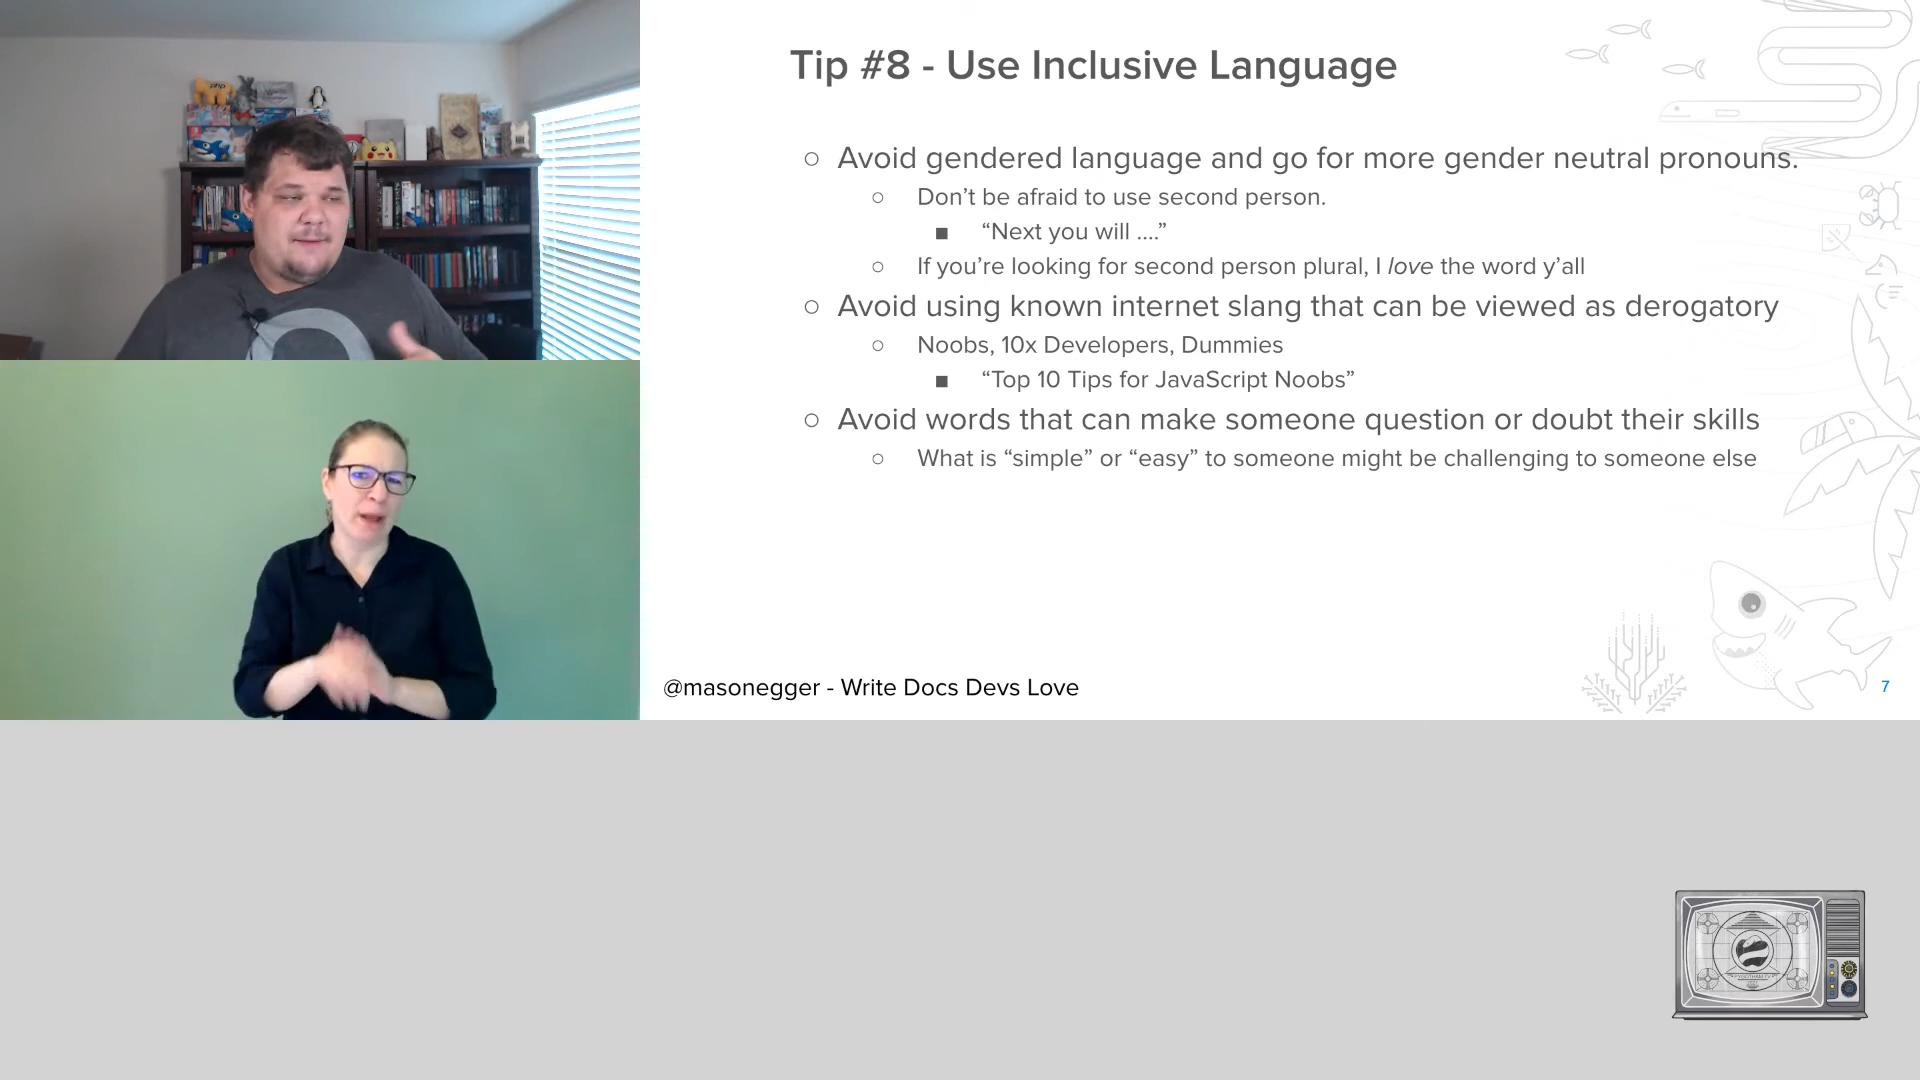 Tip #8 - Use Inclusive Language
○ Avoid gendered language and go for more gender neutral pronouns.
○ Don’t be afraid to use second person.
■ “Next you will ....”
○ If you’re looking for second person plural, I love the word y’all
○ Avoid using known internet slang that can be viewed as derogatory
○ Noobs, 10x Developers, Dummies
■ “Top 10 Tips for JavaScript Noobs”
○ Avoid words that can make someone question or doubt their skills
○ What is “simple” or “easy” to someone might be challenging to someone else
@masonegger - Write Docs Devs Love
7
php